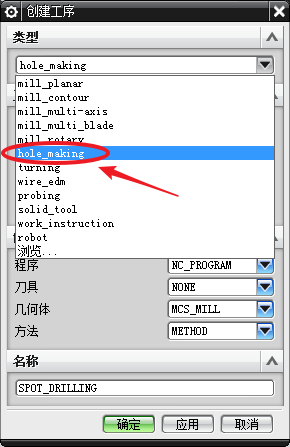 创建工序
类型
hole_making
mill_planar
mill_contour
mill_multi-axis
mill_multi_blade
mill_rotary
hole_making
turning
wire_edm
probing
solid_tool
work_instruction
robot
浏览...
程序 NC_PROGRAM
刀具 NONE
几何体 MCS_MILL
方法 METHOD
名称
SPOT_DRILLING
确定 应用 取消